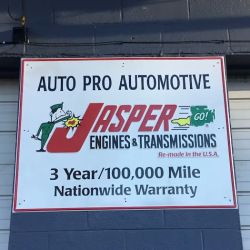 AUTO PRO AUTOMOTIVE
JASPER
GO!
ENGINES & TRANSMISSIONS
Re-made in the U.S.A.
3 Year/100,000 Mile
Nationwide Warranty